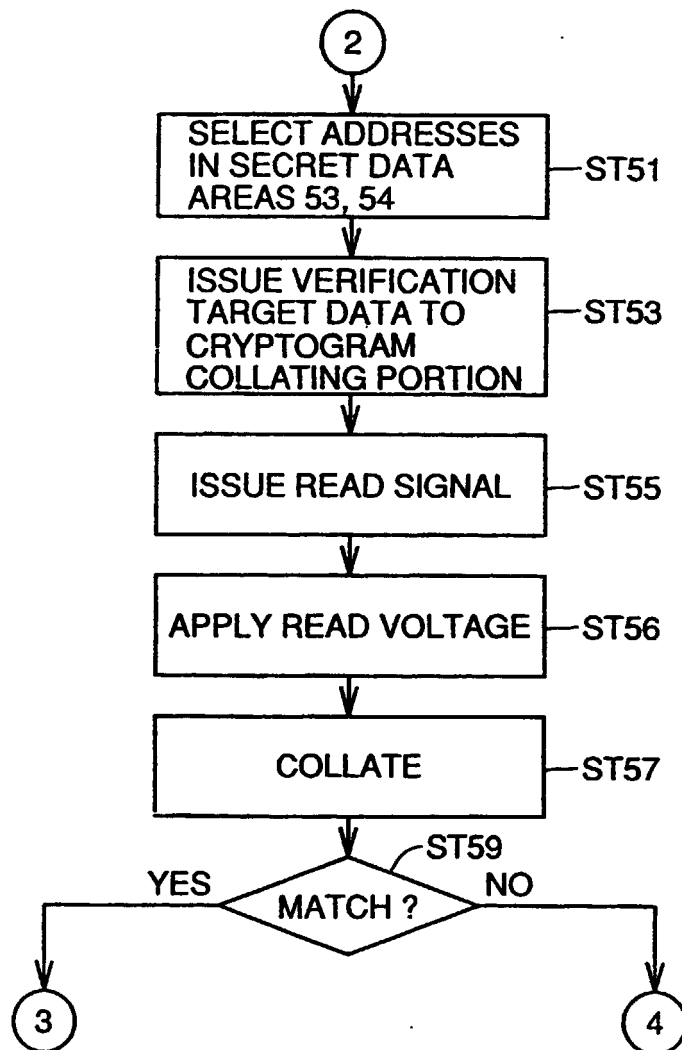 2
SELECT ADDRESSES
IN SECRET DATA
AREAS 53, 54
ST51
ISSUE VERIFICATION
TARGET DATA TO
CRYPTOGRAM
COLLATING PORTION
ST53
ISSUE READ SIGNAL
ST55
APPLY READ VOLTAGE
ST56
COLLATE
ST57
ST59
YES
MATCH ?
NO
3
4